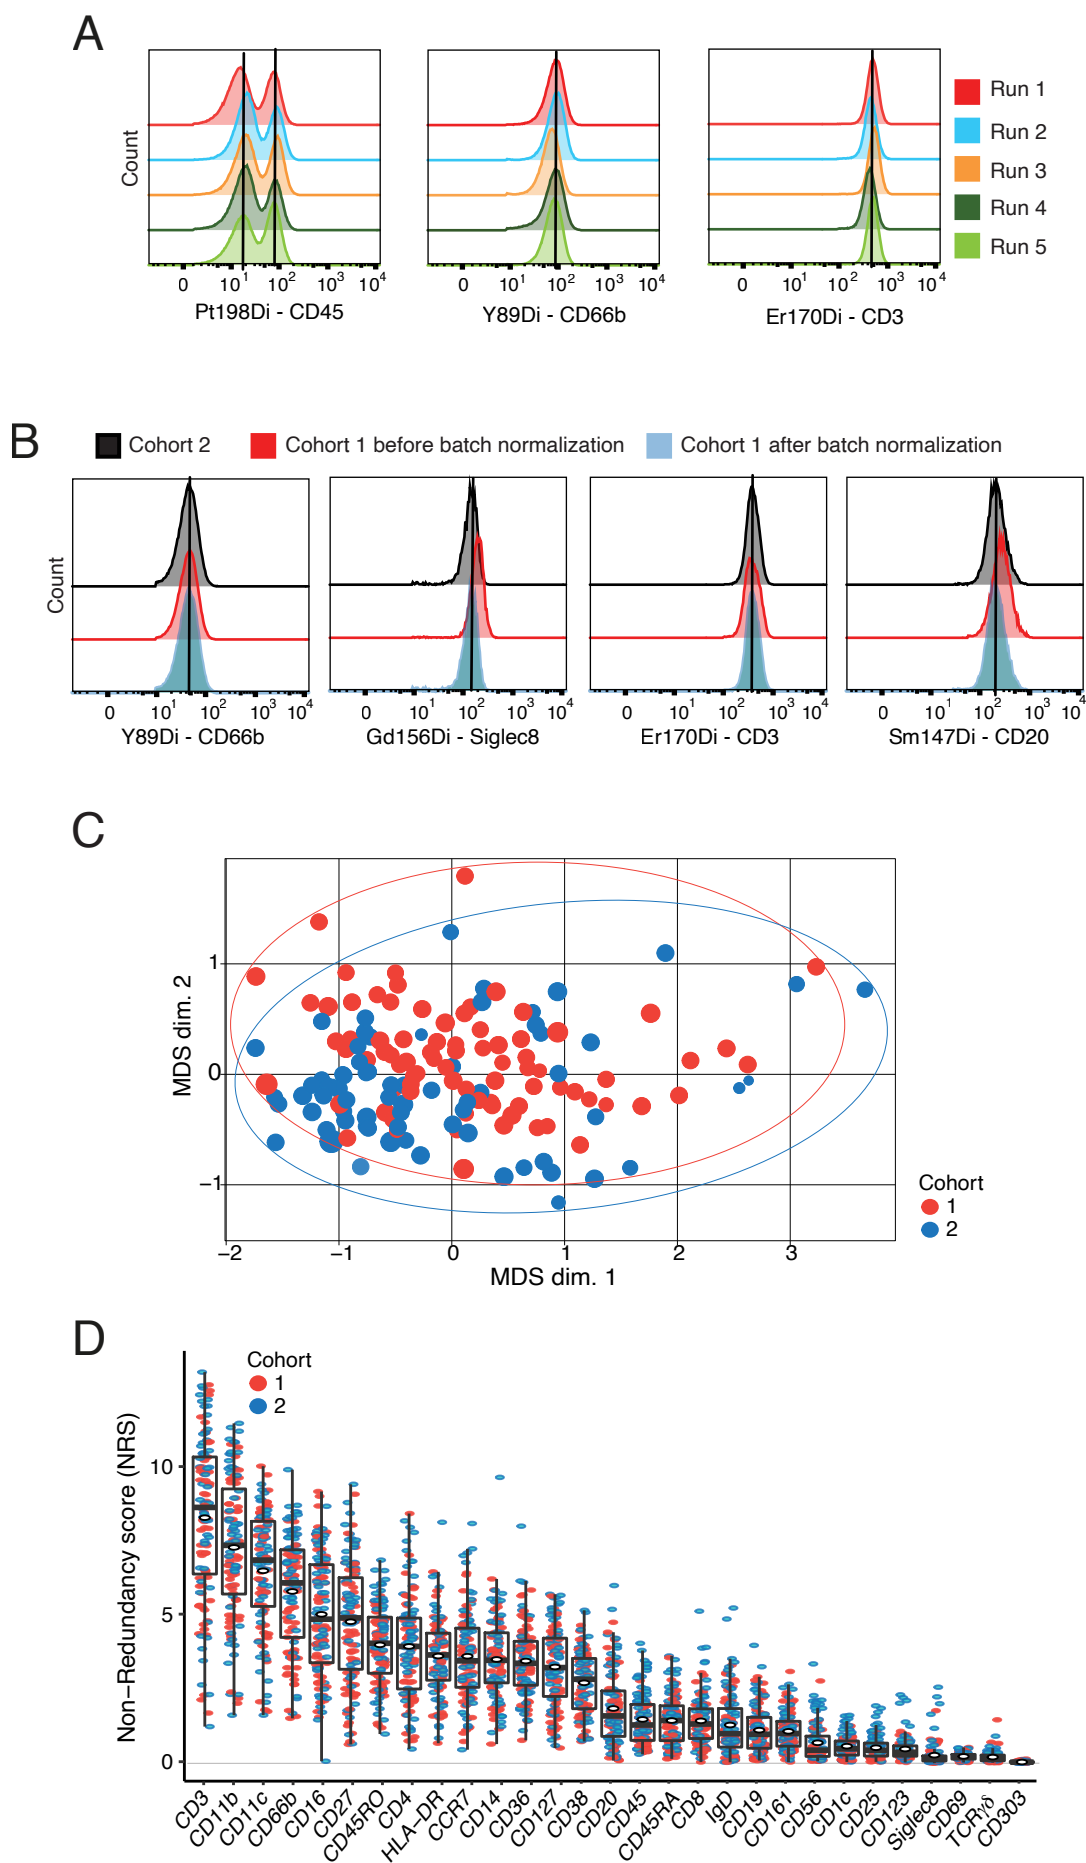 A
Count
0 10¹ 10² 10³ 10⁴
Pt198Di - CD45
0 10¹ 10² 10³ 10⁴
Y89Di - CD66b
0 10¹ 10² 10³ 10⁴
Er170Di - CD3
Run 1
Run 2
Run 3
Run 4
Run 5
B
Cohort 2
Cohort 1 before batch normalization
Cohort 1 after batch normalization
Count
0 10¹ 10² 10³ 10⁴
Y89Di - CD66b
0 10¹ 10² 10³ 10⁴
Gd156Di - Siglec8
0 10¹ 10² 10³ 10⁴
Er170Di - CD3
0 10¹ 10² 10³ 10⁴
Sm147Di - CD20
C
MDS dim. 2
1
0
−1
−2 −1 0 1 2 3
MDS dim. 1
Cohort
1
2
D
Non−Redundancy score (NRS)
10
5
0
Cohort
1
2
CD3
CD11b
CD11c
CD66b
CD16
CD27
CD45RO
CD4
HLA−DR
CCR7
CD14
CD36
CD127
CD38
CD20
CD45
CD45RA
CD8
IgD
CD19
CD161
CD56
CD1c
CD25
CD123
Siglec8
CD69
TCRγδ
CD303